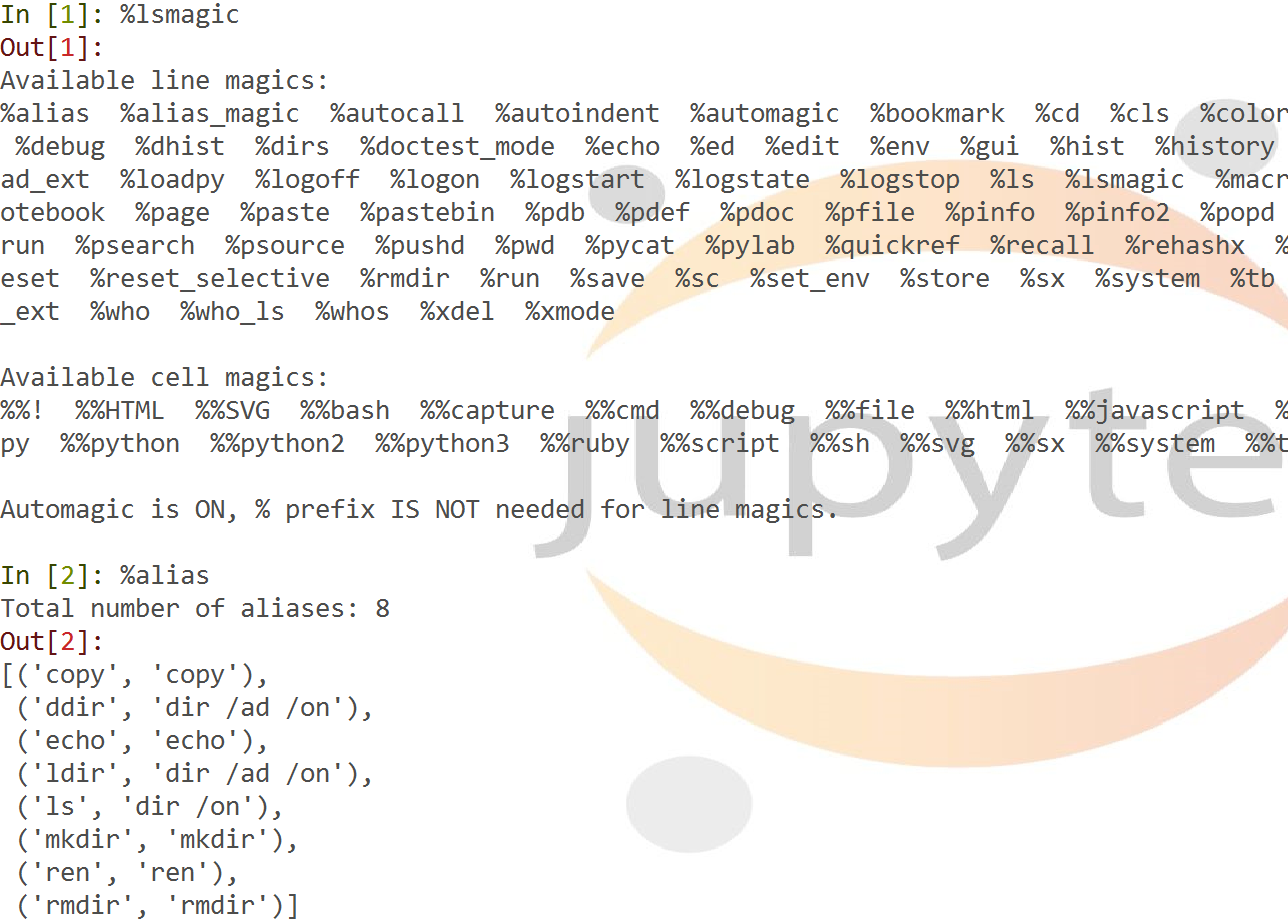 In [1]: %lsmagic
Out[1]:
Available line magics:
%alias  %alias_magic  %autocall  %autoindent  %automagic  %bookmark  %cd  %cls  %color
%debug  %dhist  %dirs  %doctest_mode  %echo  %ed  %edit  %env  %gui  %hist  %history
ad_ext  %loadpy  %logoff  %logon  %logstart  %logstate  %logstop  %ls  %lsmagic  %macr
otebook  %page  %paste  %pastebin  %pdb  %pdef  %pdoc  %pfile  %pinfo  %pinfo2  %popd
run  %psearch  %psource  %pushd  %pwd  %pycat  %pylab  %quickref  %recall  %rehashx  %
eset  %reset_selective  %rmdir  %run  %save  %sc  %set_env  %store  %sx  %system  %tb
_ext  %who  %who_ls  %whos  %xdel  %xmode
Available cell magics:
%%!  %%HTML  %%SVG  %%bash  %%capture  %%cmd  %%debug  %%file  %%html  %%javascript  %
py  %%python  %%python2  %%python3  %%ruby  %%script  %%sh  %%svg  %%sx  %%system  %%t
jupyte
Automagic is ON, % prefix IS NOT needed for line magics.
In [2]: %alias
Total number of aliases: 8
Out[2]:
[('copy', 'copy'),
('ddir', 'dir /ad /on'),
('echo', 'echo'),
('ldir', 'dir /ad /on'),
('ls', 'dir /on'),
('mkdir', 'mkdir'),
('ren', 'ren'),
('rmdir', 'rmdir')]